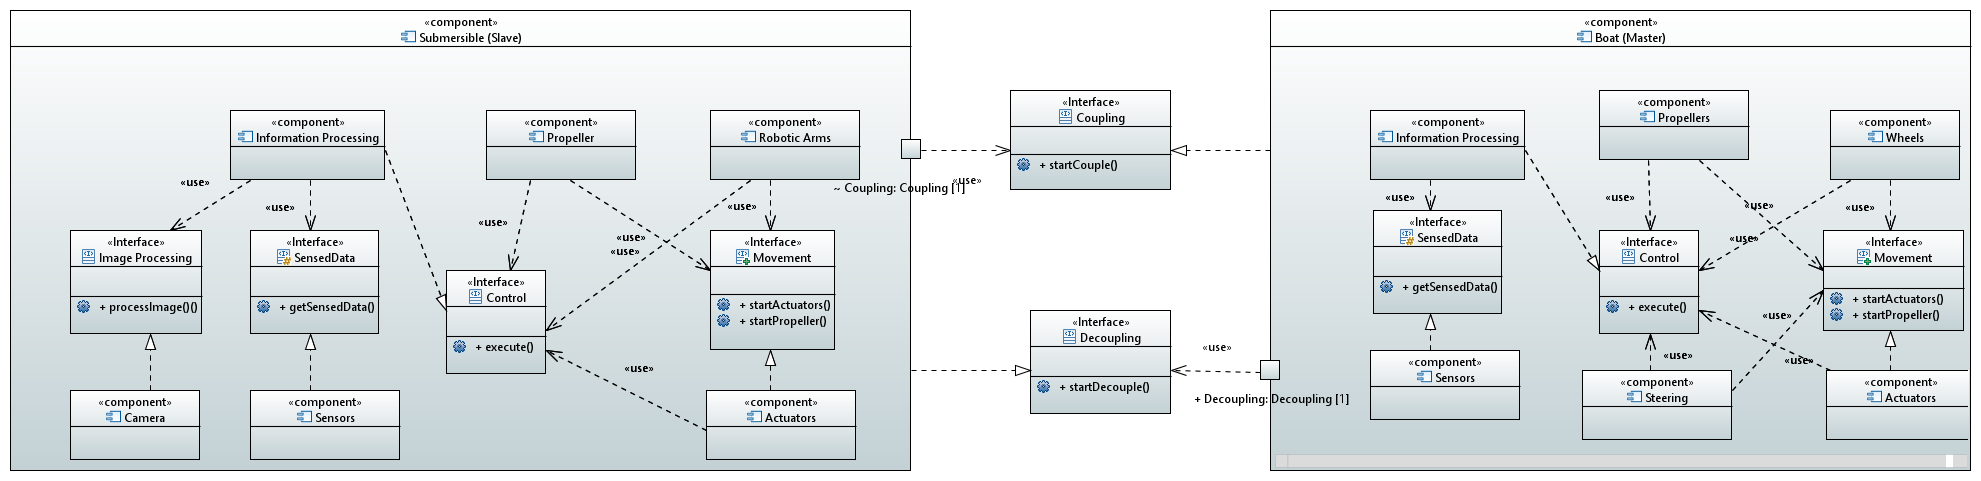 «component»
Submersible (Slave)
«component»
Information Processing
«component»
Propeller
«component»
Robotic Arms
«use»
«use»
«use»
«use»
«use»
«use»
«Interface»
Image Processing
+ processImage()()
«Interface»
SensedData
+ getSensedData()
«Interface»
Control
+ execute()
«Interface»
Movement
+ startActuators()
+ startPropeller()
«use»
«component»
Camera
«component»
Sensors
«component»
Actuators
~ Coupling: Coupling [1]
«use»
«Interface»
Coupling
+ startCouple()
«Interface»
Decoupling
+ startDecouple()
«use»
+ Decoupling: Decoupling [1]
«component»
Boat (Master)
«component»
Information Processing
«component»
Propellers
«component»
Wheels
«use»
«use»
«use»
«use»
«use»
«Interface»
SensedData
+ getSensedData()
«Interface»
Control
+ execute()
«Interface»
Movement
+ startActuators()
+ startPropeller()
«use»
«use»
«use»
«component»
Sensors
«component»
Steering
«component»
Actuators